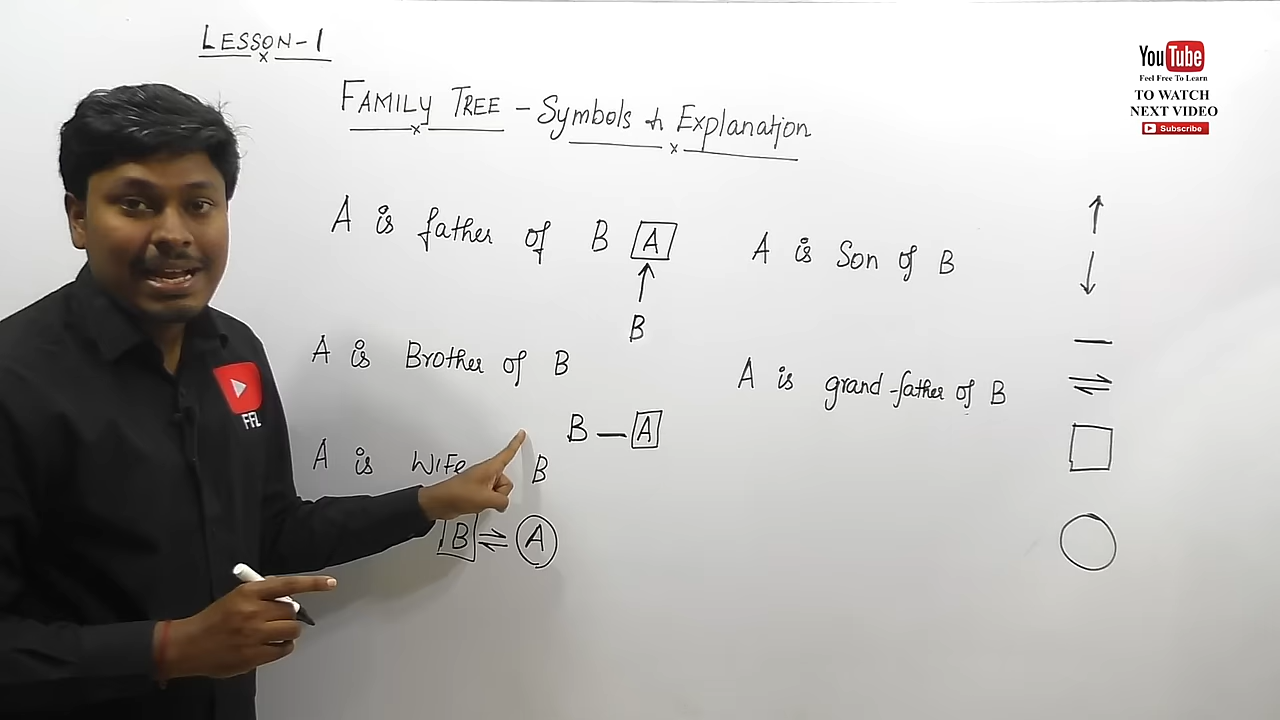 LESSON-1
FAMILY TREE - Symbols & Explanation
YouTube
Feel Free To Learn
TO WATCH
NEXT VIDEO
Subscribe
A is father of B
A
↑
B
A is Son of B
↑
↓
—
⇌
□
○
A is Brother of B
B — A
A is grand-father of B
A is WIFE B
B ⇌ A
FFL